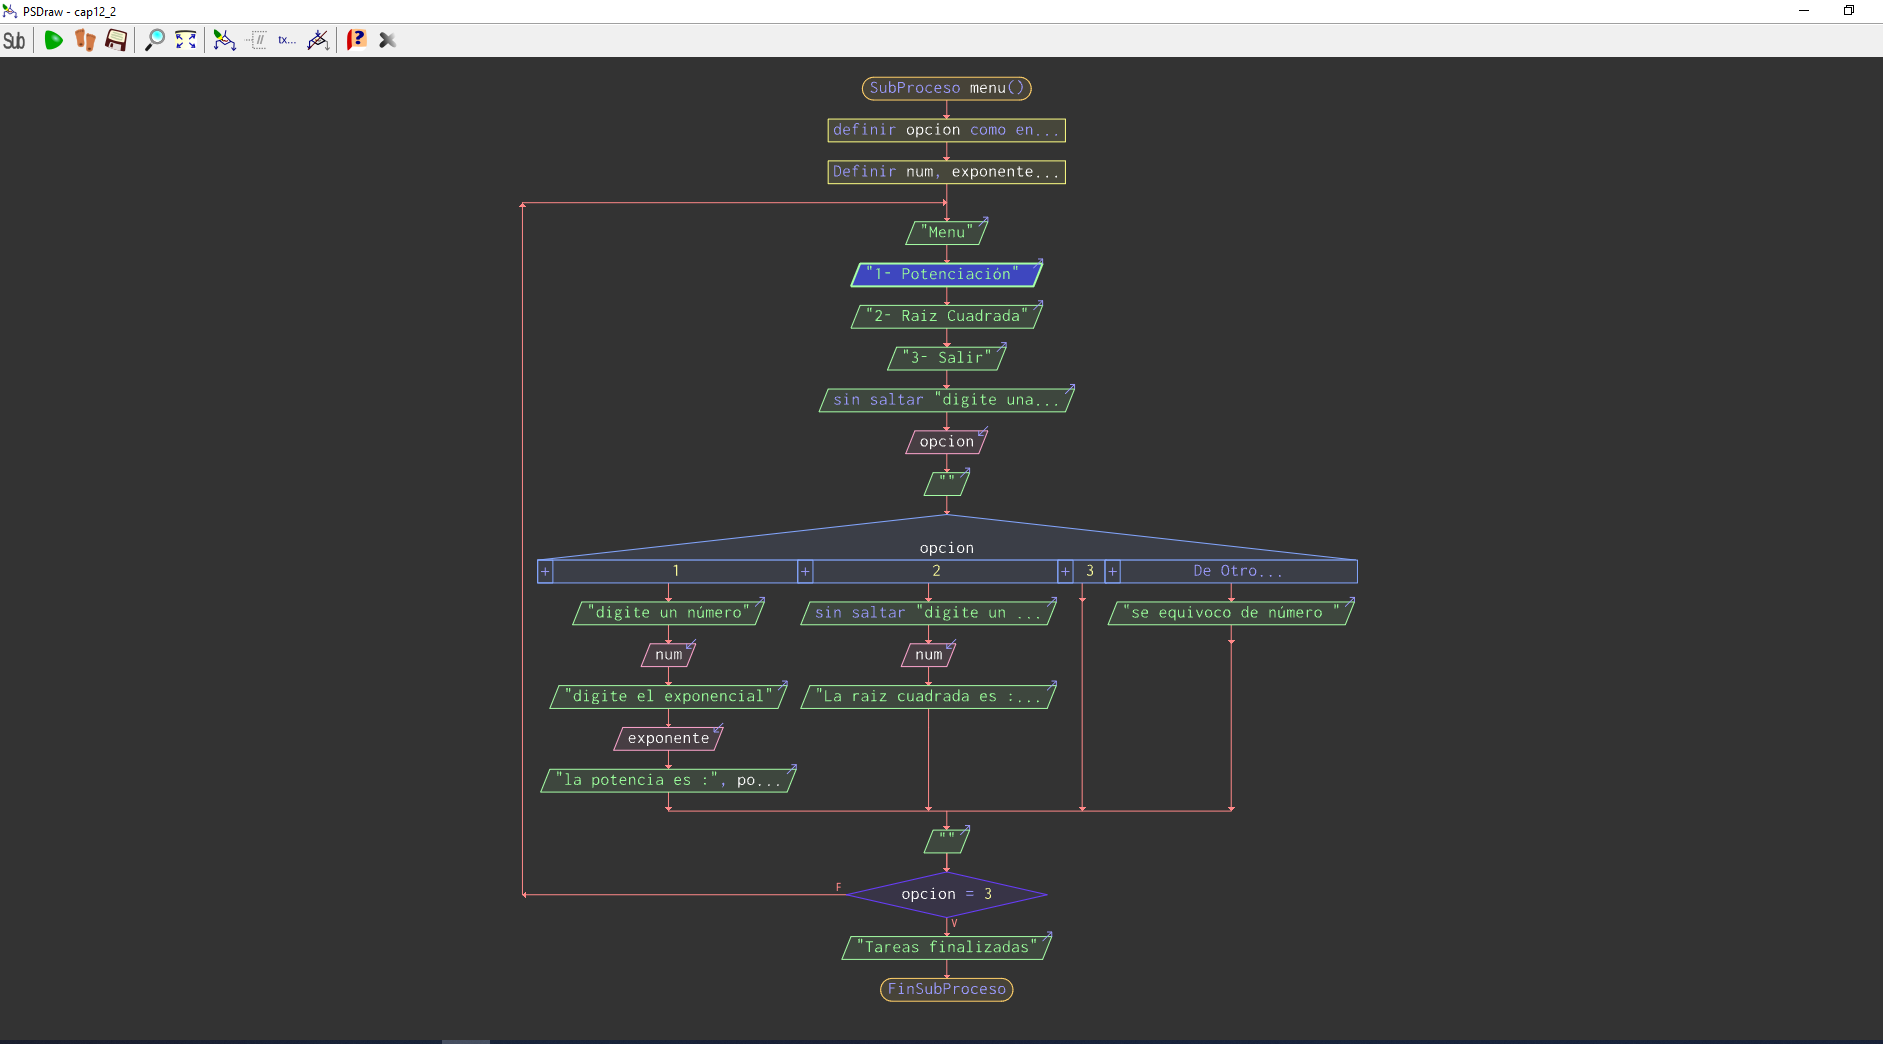 PSDraw - cap12_2
Sub
tx...
SubProceso menu()
definir opcion como en...
Definir num, exponente...
"Menu"
"1- Potenciación"
"2- Raiz Cuadrada"
"3- Salir"
sin saltar "digite una...
opcion
""
opcion
+ 1 + 2 + 3 + De Otro...
"digite un número" sin saltar "digite un ... "se equivoco de número "
num num
"digite el exponencial" "La raiz cuadrada es :...
exponente
"la potencia es :", po...
""
F opcion = 3
V
"Tareas finalizadas"
FinSubProceso